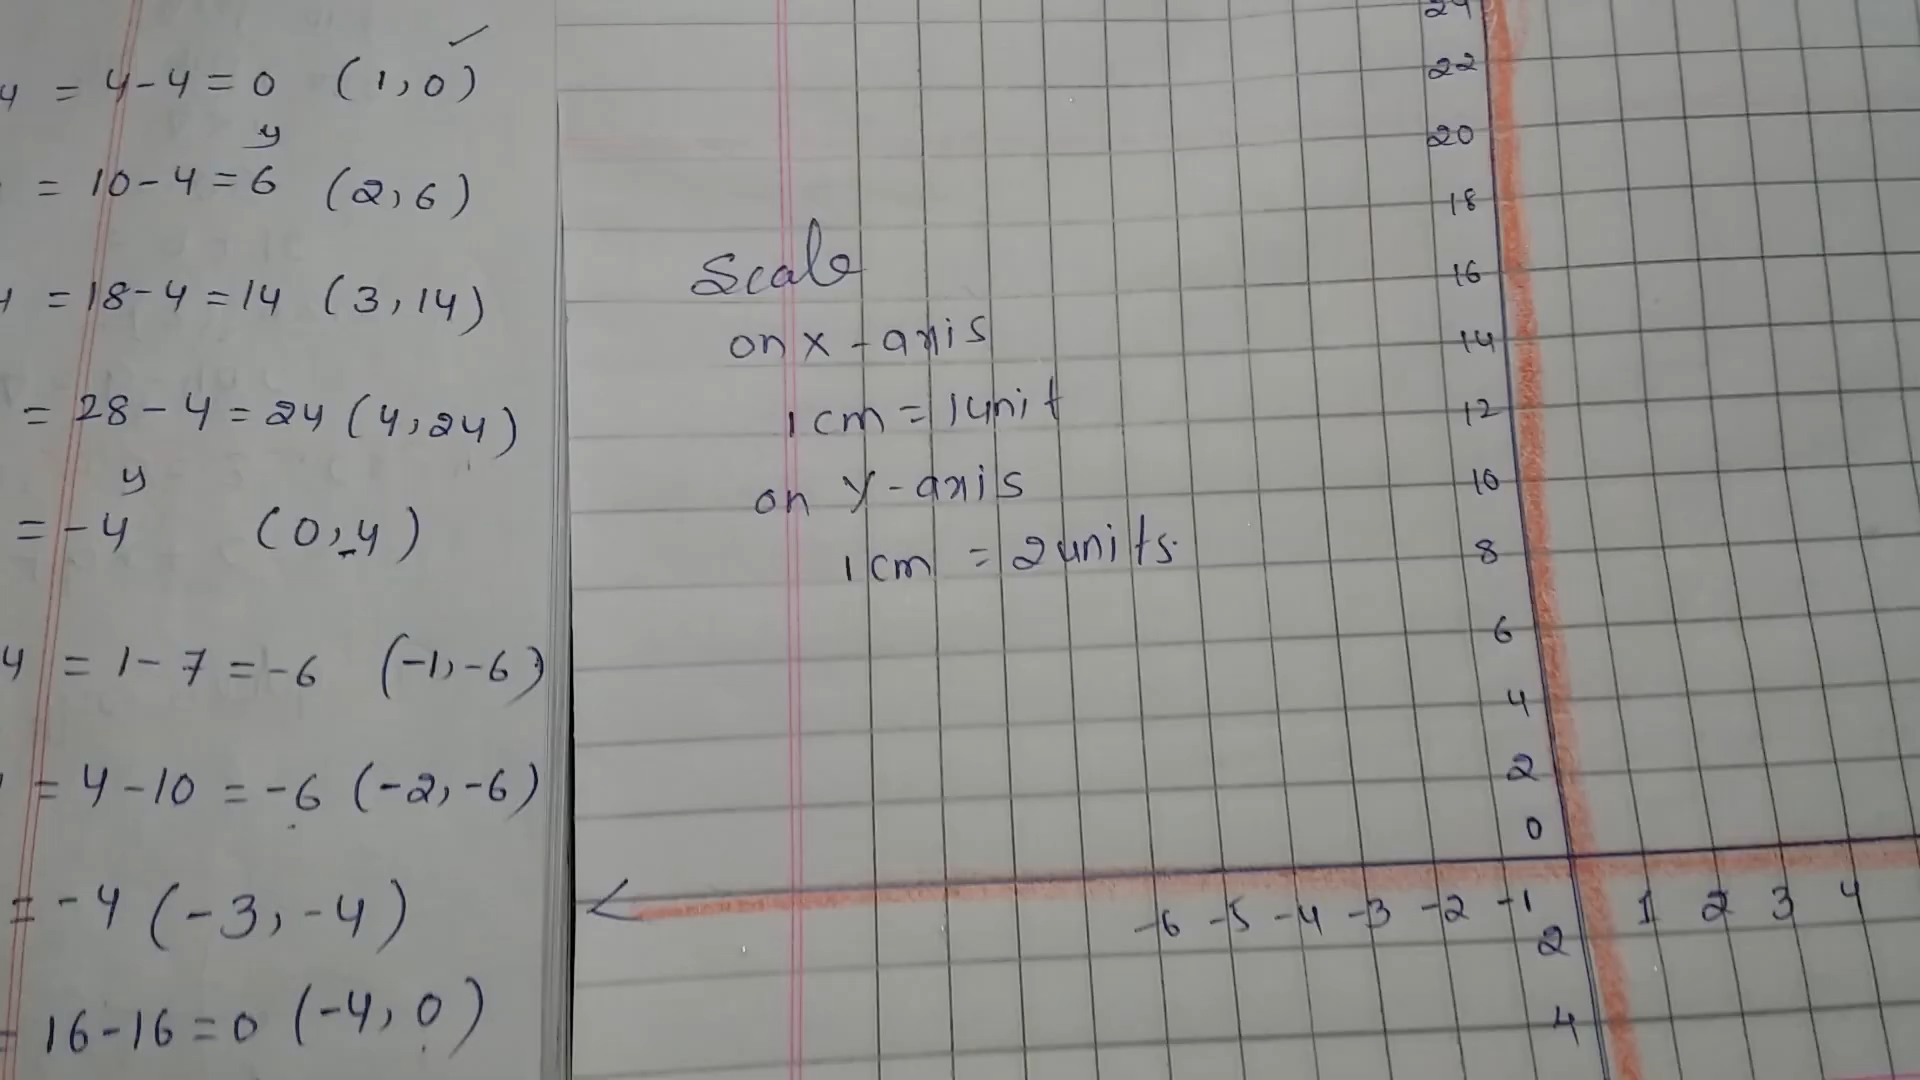 4 = 4-4 = 0 (1,0)
y
= 10-4 = 6 (2,6)
= 18-4 = 14 (3,14)
= 28-4 = 24 (4,24)
y
= -4 (0,-4)
4 = 1-7 = -6 (-1,-6)
= 4-10 = -6 (-2,-6)
= -4 (-3,-4)
= 16-16 = 0 (-4,0)
Scale
on x-axis
1cm = 1unit
on y-axis
1cm = 2units.
24
22
20
18
16
14
12
10
8
6
4
2
0
-6 -5 -4 -3 -2 -1 1 2 3 4
2
4